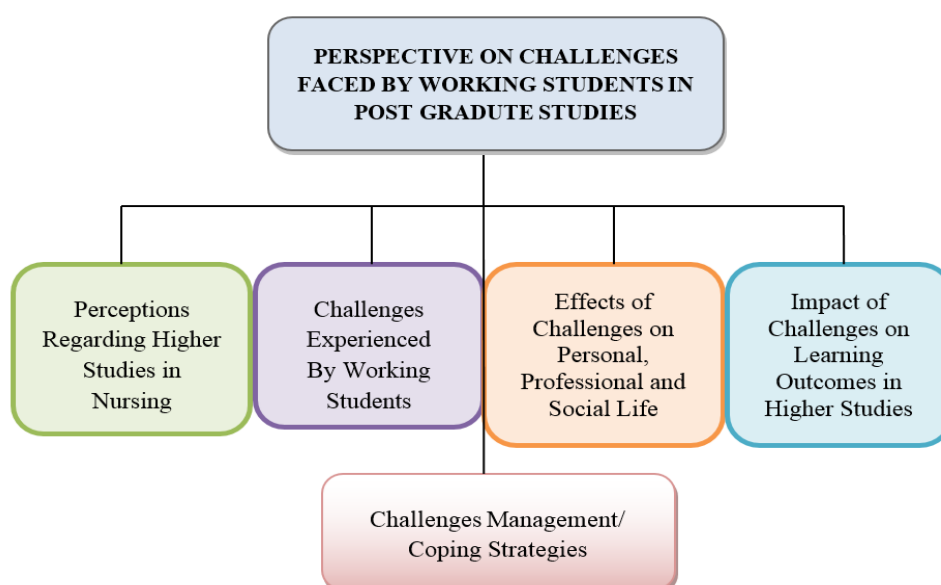 PERSPECTIVE ON CHALLENGES
FACED BY WORKING STUDENTS IN
POST GRADUTE STUDIES
Perceptions
Regarding Higher
Studies in
Nursing
Challenges
Experienced
By Working
Students
Effects of
Challenges on
Personal,
Professional and
Social Life
Impact of
Challenges on
Learning
Outcomes in
Higher Studies
Challenges Management/
Coping Strategies